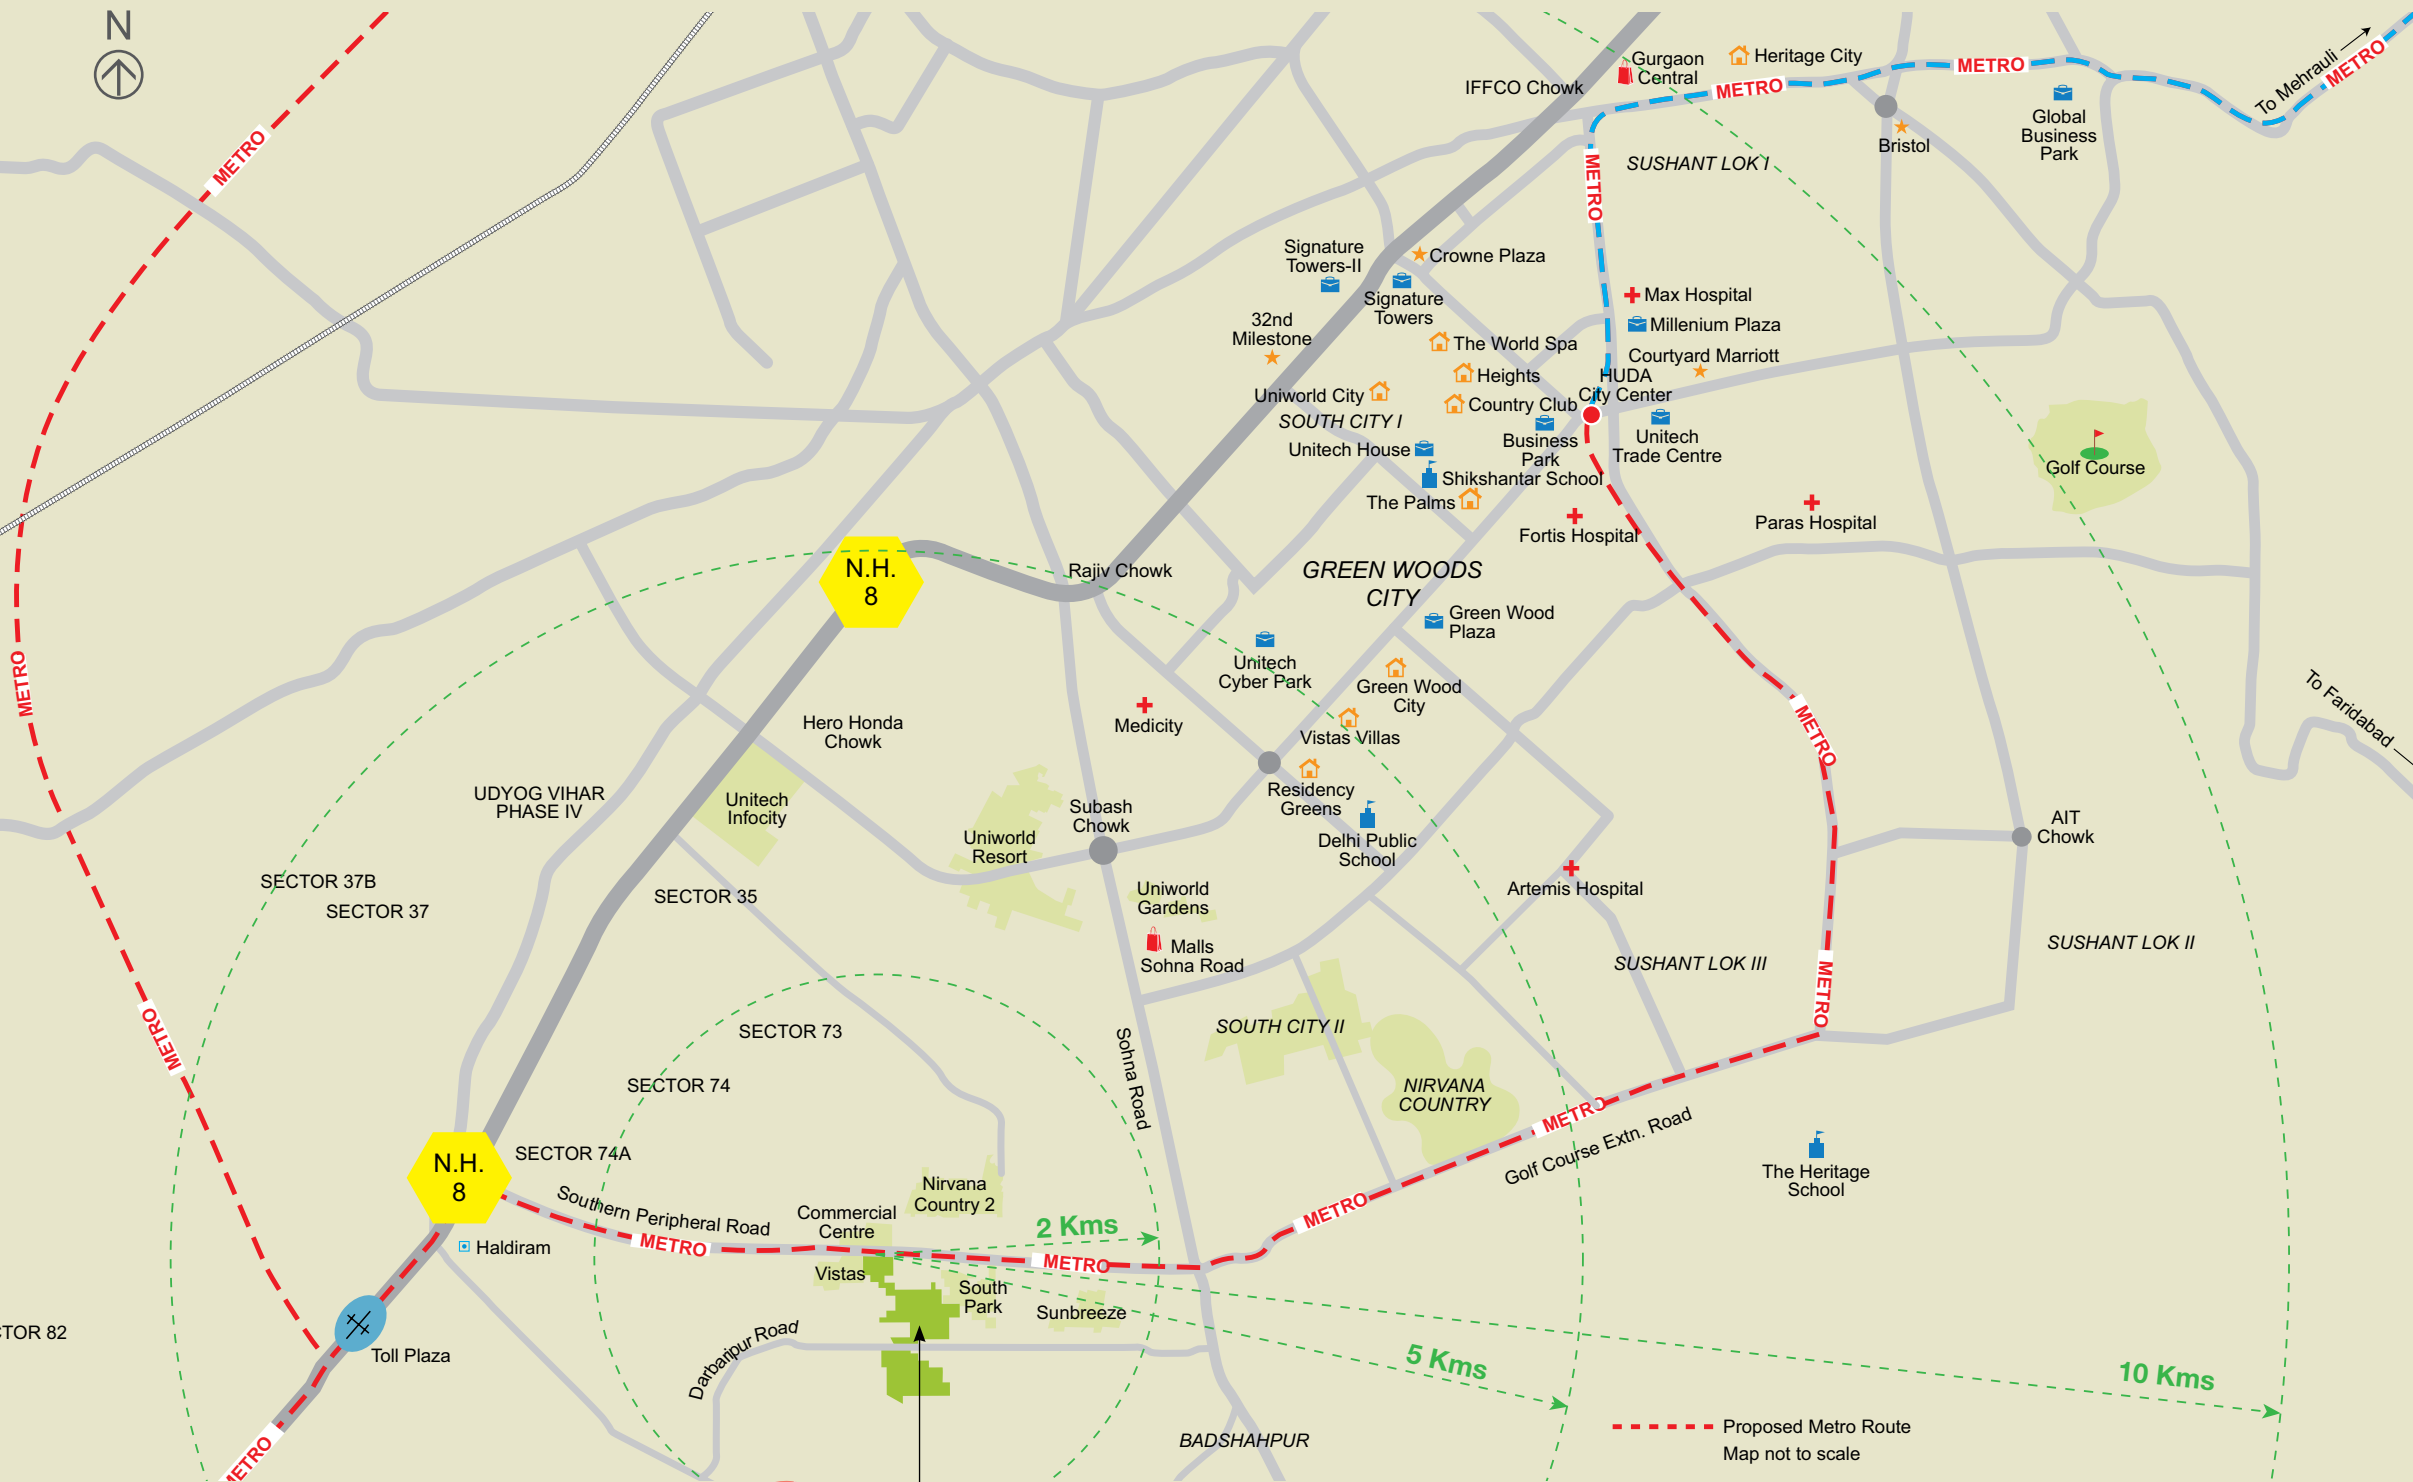 N
METRO
Gurgaon
Central
Heritage City
METRO
METRO
To Mehrauli
METRO
IFFCO Chowk
Global
Business
Park
Bristol
METRO
METRO
SUSHANT LOK I
Signature
Towers-II
Crowne Plaza
Signature
Towers
Max Hospital
Millenium Plaza
32nd
Milestone
The World Spa
Courtyard Marriott
Heights
HUDA
City Center
Uniworld City
Country Club
SOUTH CITY I
Business
Park
Unitech
Trade Centre
Unitech House
Shikshantar School
The Palms
Golf Course
Fortis Hospital
Paras Hospital
N.H.
8
Rajiv Chowk
GREEN WOODS
CITY
Green Wood
Plaza
METRO
Unitech
Cyber Park
Green Wood
City
To Faridabad
Medicity
Hero Honda
Chowk
Vistas Villas
METRO
UDYOG VIHAR
PHASE IV
Unitech
Infocity
Residency
Greens
Subash
Chowk
Uniworld
Resort
Delhi Public
School
AIT
Chowk
SECTOR 37B
SECTOR 37
SECTOR 35
Uniworld
Gardens
Artemis Hospital
Malls
Sohna Road
SUSHANT LOK III
SUSHANT LOK II
METRO
METRO
SECTOR 73
SOUTH CITY II
Sohna Road
SECTOR 74
NIRVANA
COUNTRY
METRO
Golf Course Extn. Road
SECTOR 74A
N.H.
8
The Heritage
School
Nirvana
Country 2
Southern Peripheral Road
Commercial
Centre
METRO
2 Kms
METRO
Haldiram
METRO
Vistas
South
Park
Sunbreeze
TOR 82
Toll Plaza
Darbaripur Road
5 Kms
10 Kms
Proposed Metro Route
Map not to scale
BADSHAHPUR
METRO